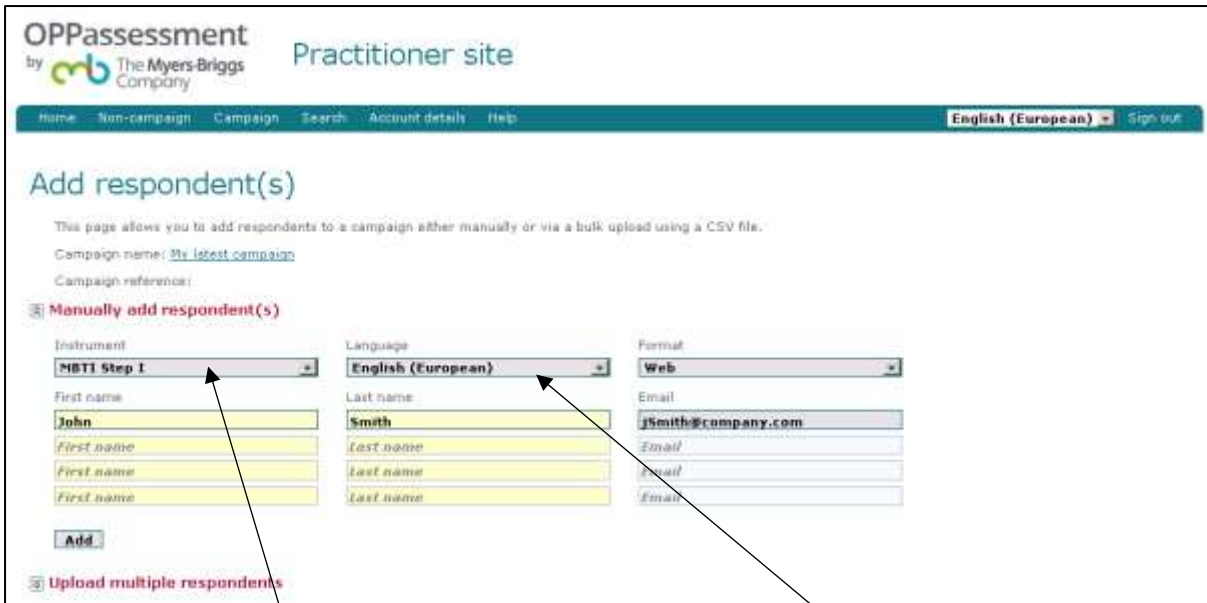 OPPassessment
by The Myers-Briggs Company
Practitioner site
Home Non-campaign Campaign Search Account details Help English (European) Sign out
Add respondent(s)
This page allows you to add respondents to a campaign either manually or via a bulk upload using a CSV file.
Campaign name: My latest campaign
Campaign reference:
Manually add respondent(s)
Instrument Language Format
MBTI Step I English (European) Web
First name Last name Email
John Smith jSmith@company.com
First name Last name Email
First name Last name Email
First name Last name Email
Add
Upload multiple respondents